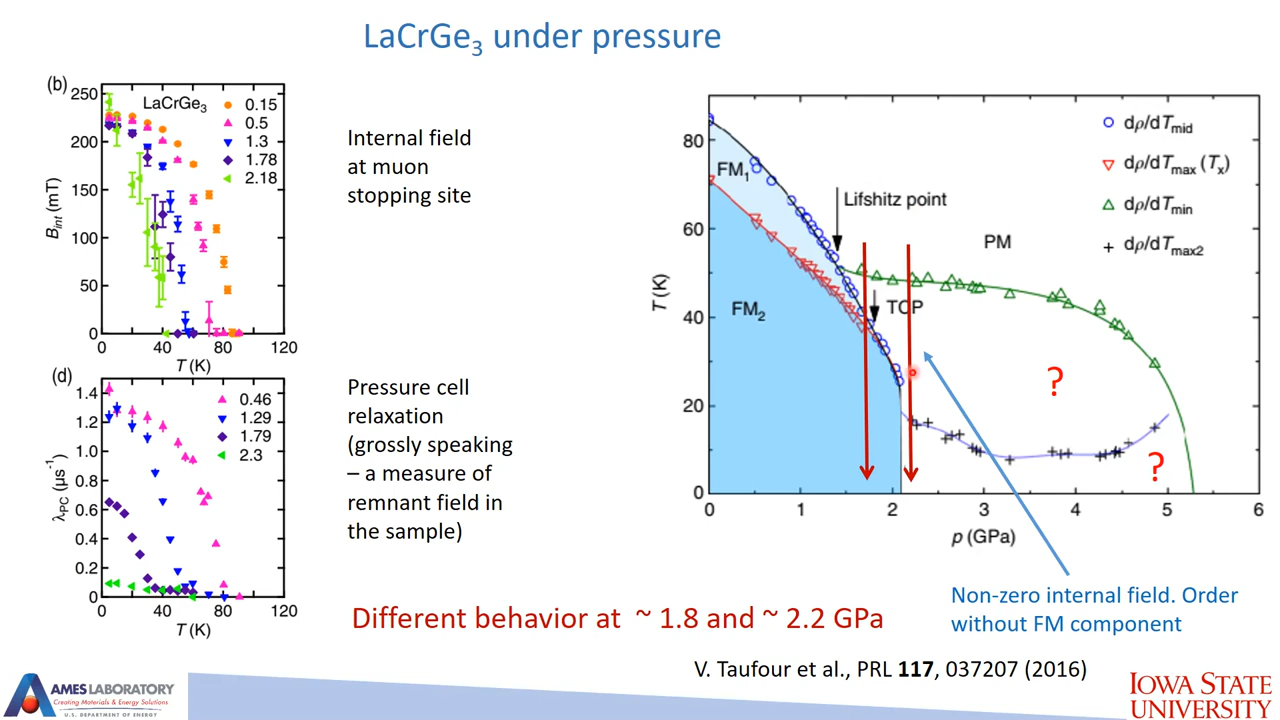 LaCrGe3 under pressure
(b)
LaCrGe3
0.15
0.5
1.3
1.78
2.18
250
200
150
100
50
0
Bint (mT)
0 40 80 120
T (K)
Internal field
at muon
stopping site
(d)
0.46
1.29
1.79
2.3
1.4
1.2
1.0
0.8
0.6
0.4
0.2
0
λPC (µs-1)
0 40 80 120
T (K)
Pressure cell
relaxation
(grossly speaking
– a measure of
remnant field in
the sample)
dρ/dTmid
dρ/dTmax (Tx)
dρ/dTmin
dρ/dTmax2
80
60
40
20
0
T (K)
FM1
Lifshitz point
PM
FM2
TCP
?
?
0 1 2 3 4 5 6
p (GPa)
Non-zero internal field. Order
without FM component
Different behavior at ~ 1.8 and ~ 2.2 GPa
V. Taufour et al., PRL 117, 037207 (2016)
AMES LABORATORY
Creating Materials & Energy Solutions
U.S. DEPARTMENT OF ENERGY
IOWA STATE
UNIVERSITY